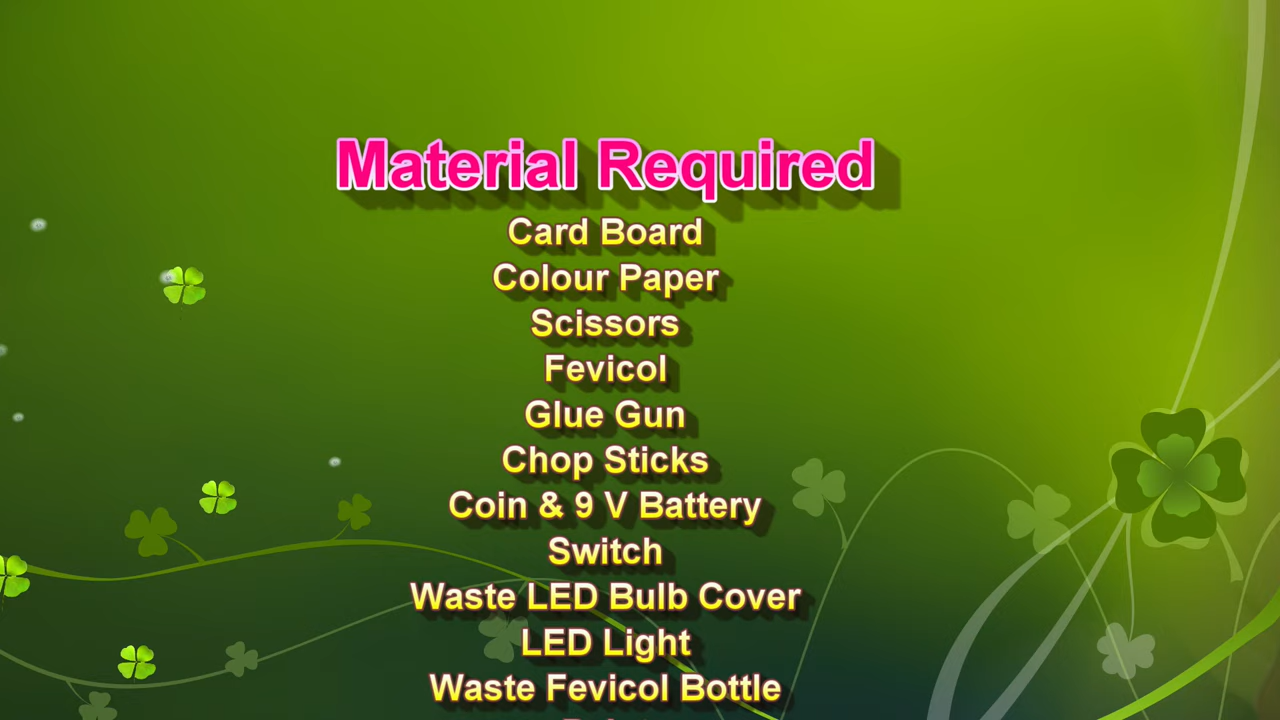 Material Required
Card Board
Colour Paper
Scissors
Fevicol
Glue Gun
Chop Sticks
Coin & 9 V Battery
Switch
Waste LED Bulb Cover
LED Light
Waste Fevicol Bottle